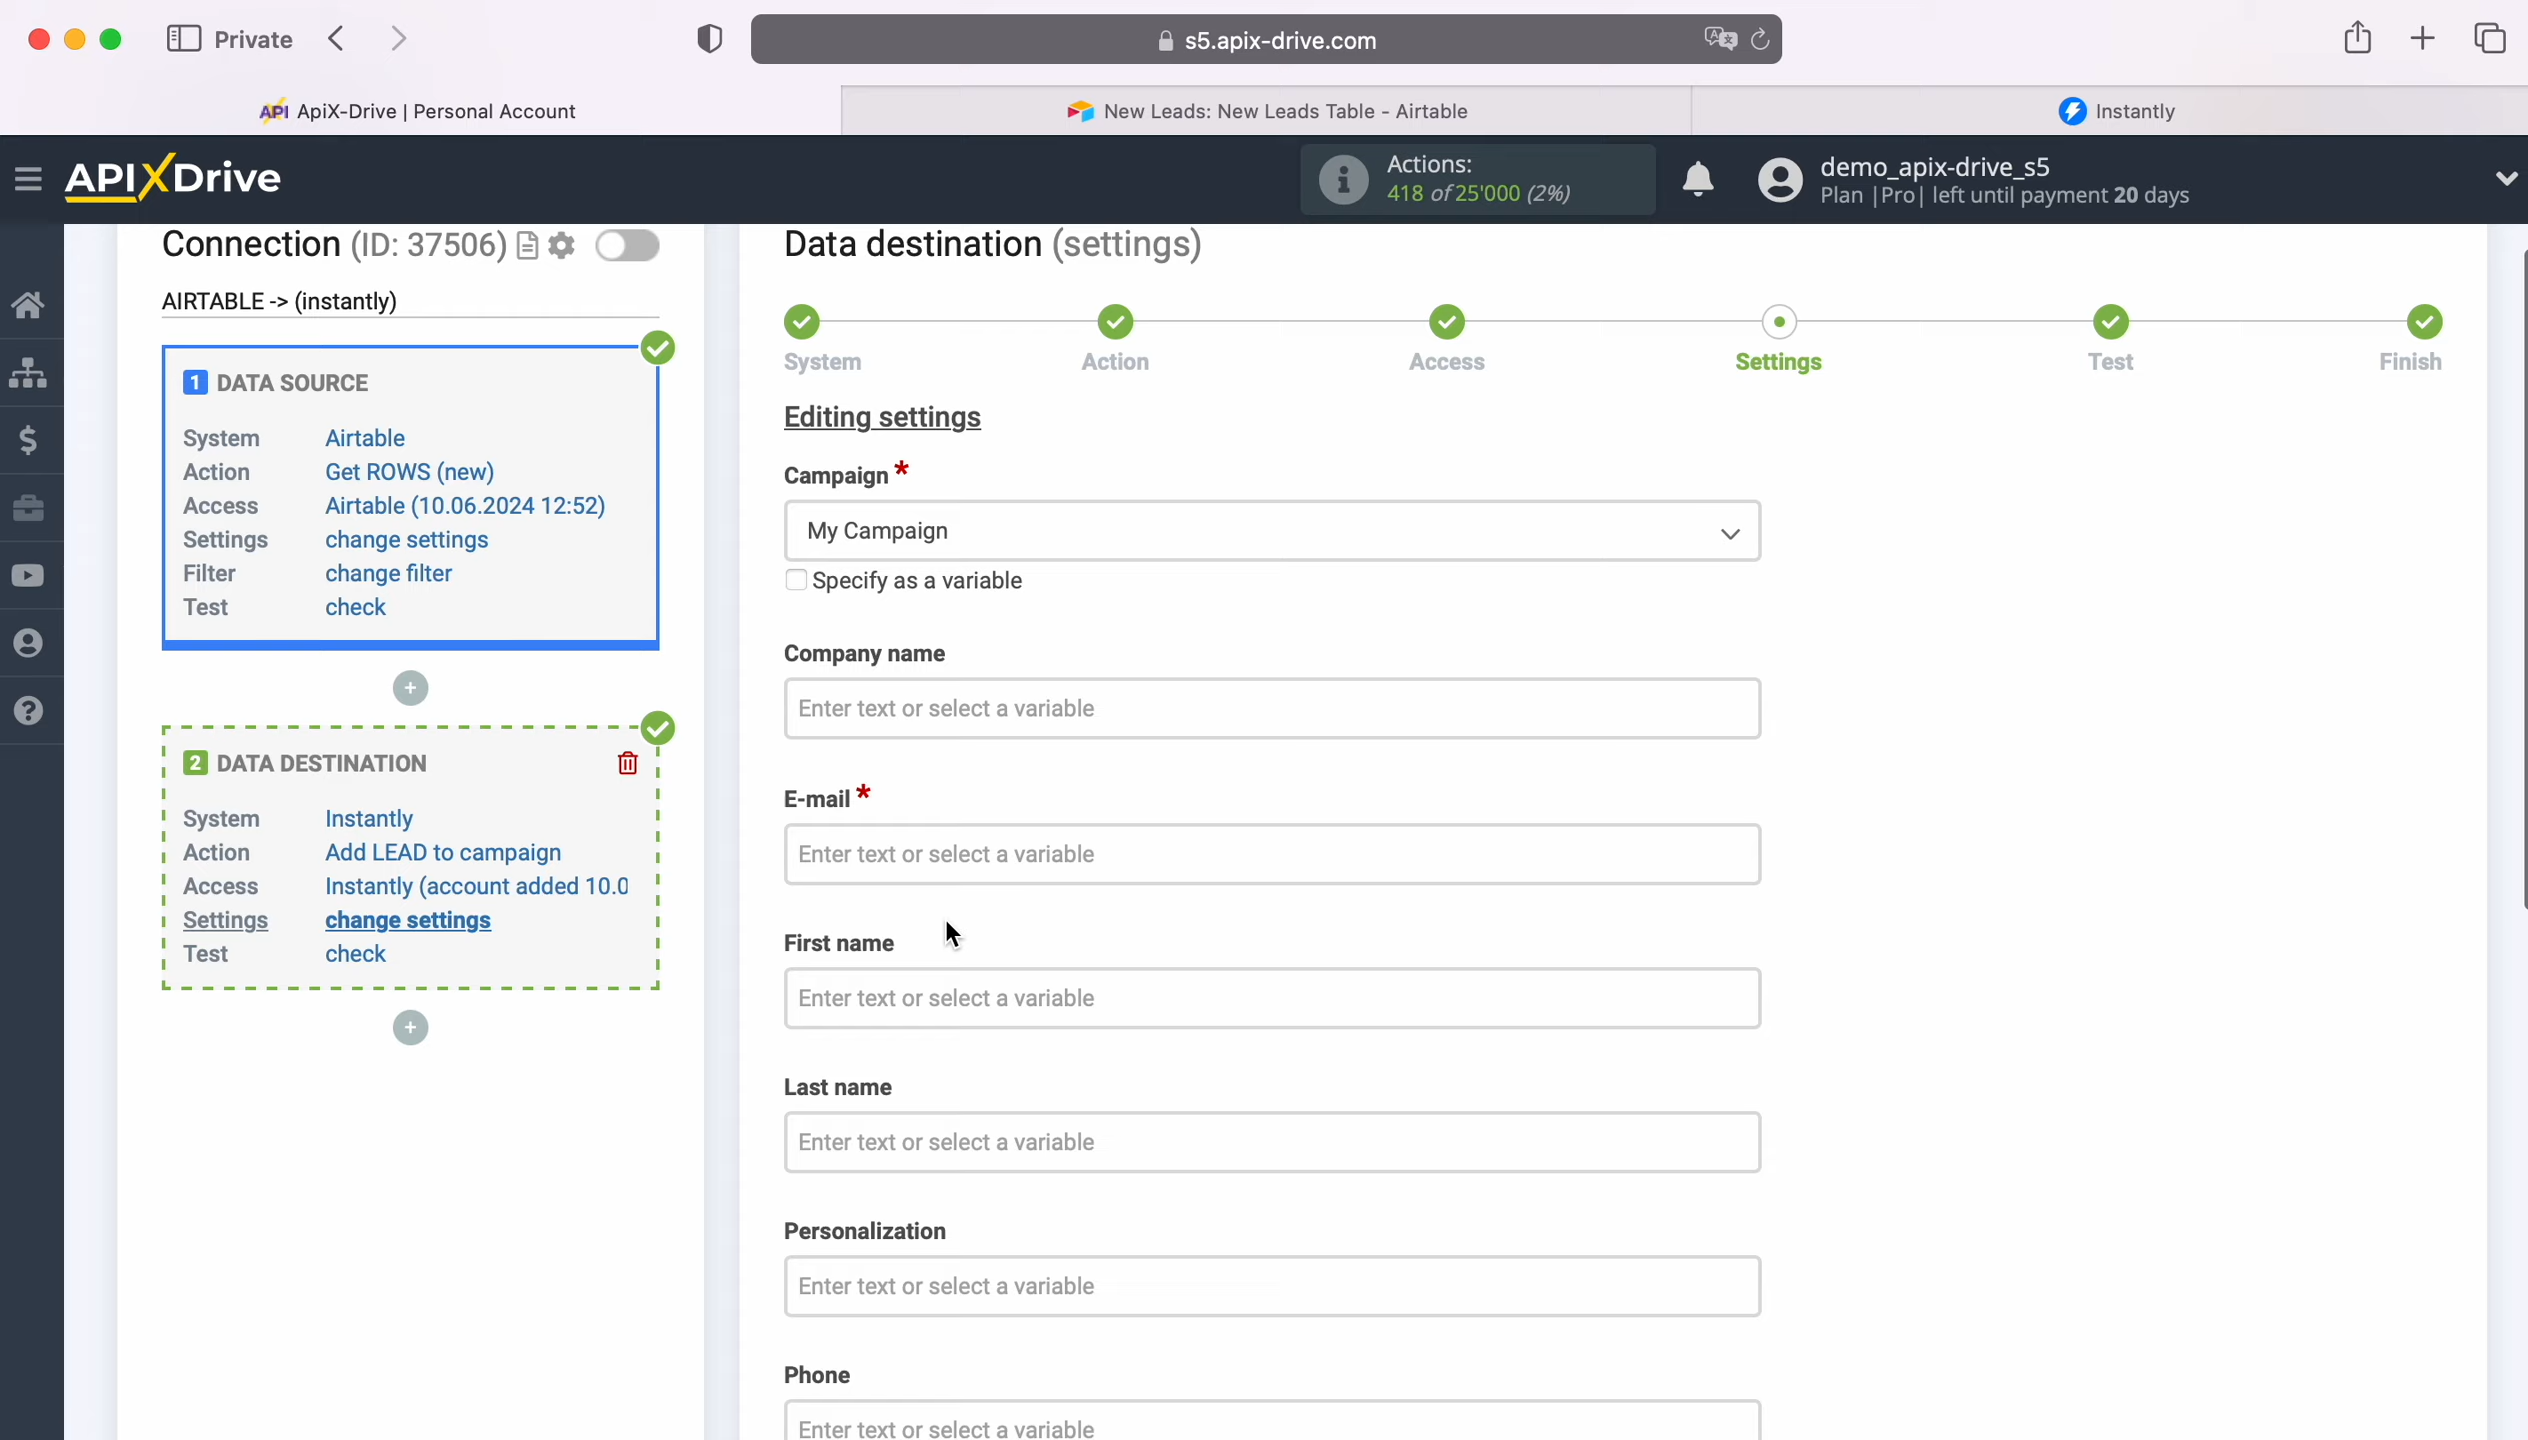 Private
s5.apix-drive.com
API ApiX-Drive | Personal Account
New Leads: New Leads Table - Airtable
Instantly
APIXDrive
Actions:
418 of 25'000 (2%)
demo_apix-drive_s5
Plan |Pro| left until payment 20 days
Connection (ID: 37506)
AIRTABLE -> (instantly)
1 DATA SOURCE
System Airtable
Action Get ROWS (new)
Access Airtable (10.06.2024 12:52)
Settings change settings
Filter change filter
Test check
2 DATA DESTINATION
System Instantly
Action Add LEAD to campaign
Access Instantly (account added 10.0
Settings change settings
Test check
Data destination (settings)
System
Action
Access
Settings
Test
Finish
Editing settings
Campaign *
My Campaign
Specify as a variable
Company name
Enter text or select a variable
E-mail *
Enter text or select a variable
First name
Enter text or select a variable
Last name
Enter text or select a variable
Personalization
Enter text or select a variable
Phone
Enter text or select a variable